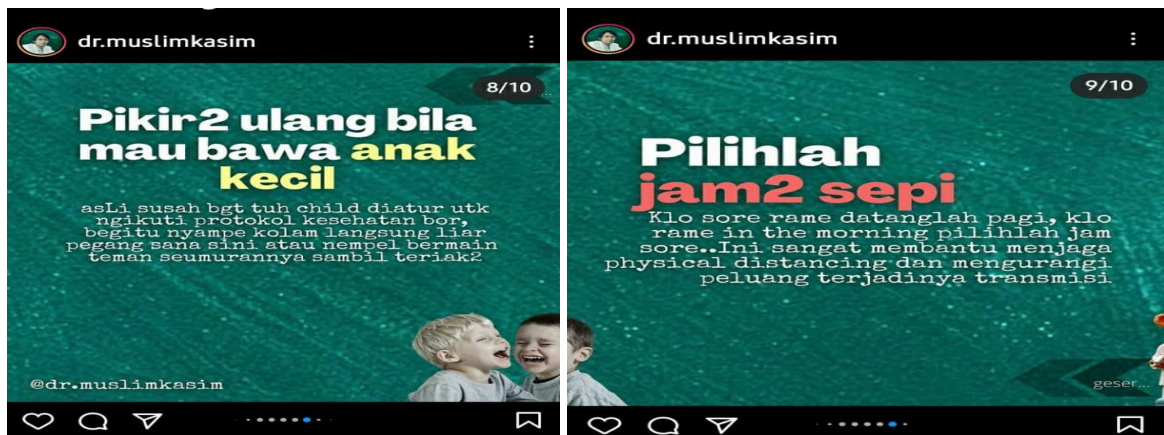 dr.muslimkasim
8/10
Pikir2 ulang bila
mau bawa anak
kecil
asLi susah bgt tuh child diatur utk
ngikuti protokol kesehatan bor,
begitu nyampe kolam langsung liar
pegang sana sini atau nempel bermain
teman seumurannya sambil teriak2
@dr.muslimkasim
dr.muslimkasim
9/10
Pilihlah
jam2 sepi
Klo sore rame datanglah pagi, klo
rame in the morning pilihlah jam
sore..Ini sangat membantu menjaga
physical distancing dan mengurangi
peluang terjadinya transmisi
geser...